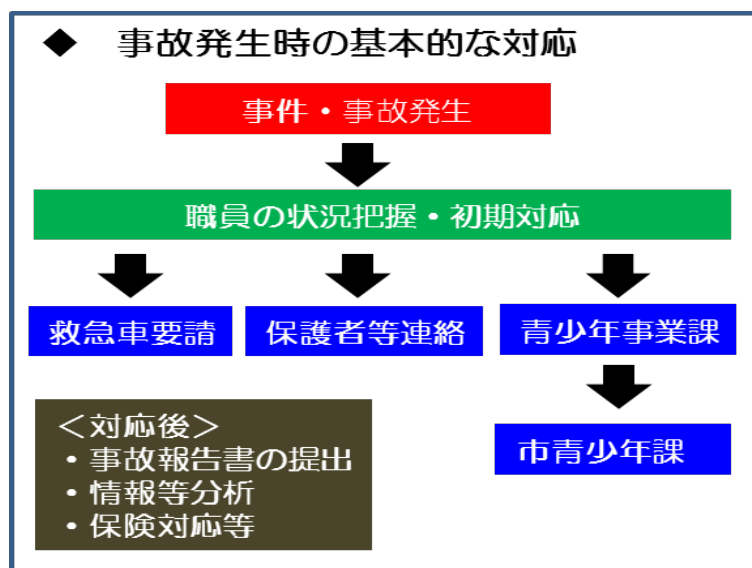 ◆ 事故発生時の基本的な対応
事件・事故発生
職員の状況把握・初期対応
救急車要請
保護者等連絡
青少年事業課
市青少年課
＜対応後＞
・事故報告書の提出
・情報等分析
・保険対応等